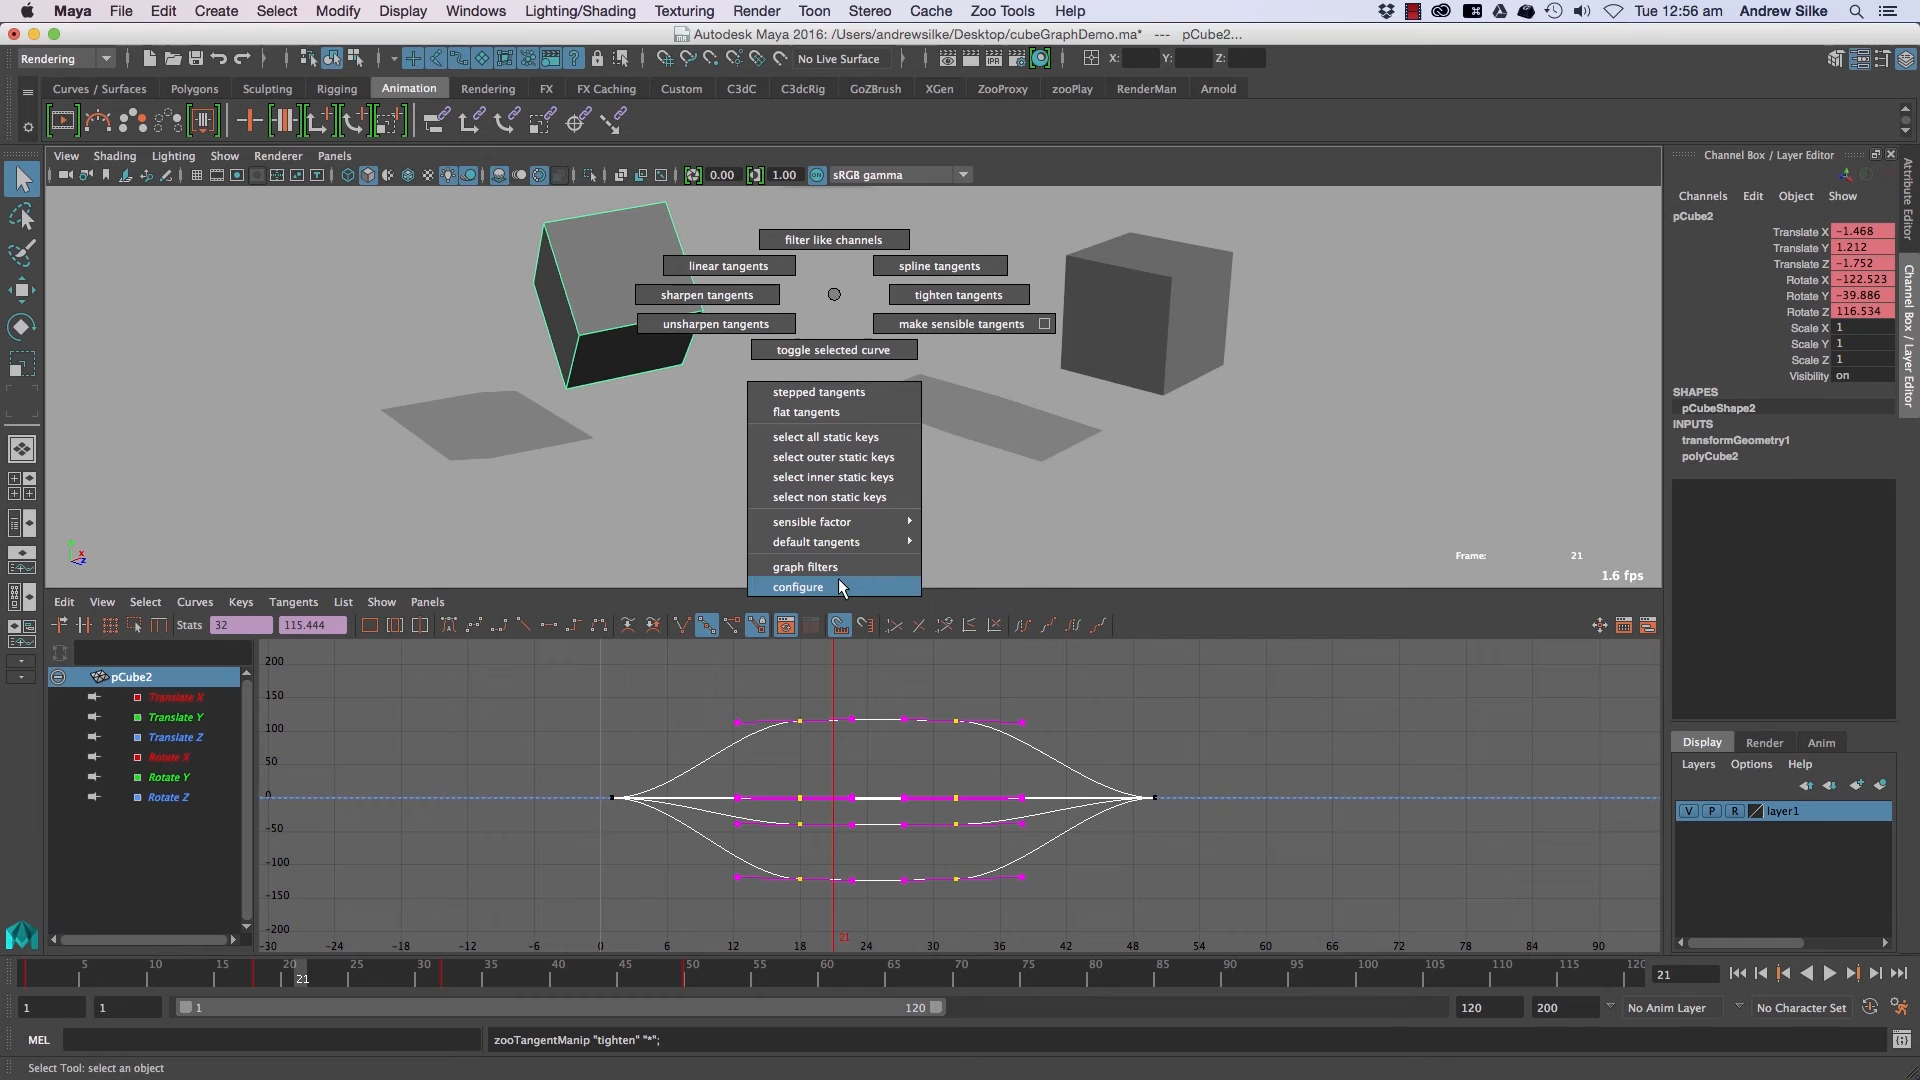 Maya File Edit Create Select Modify Display Windows Lighting/Shading Texturing Render Toon Stereo Cache Zoo Tools Help Tue 12:56 am Andrew Silke
Autodesk Maya 2016: /Users/andrewsilke/Desktop/cubeGraphDemo.ma* --- pCube2...
Rendering No Live Surface X: Y: Z:
Curves / Surfaces Polygons Sculpting Rigging Animation Rendering FX FX Caching Custom C3dC C3dcRig GoZBrush XGen ZooProxy zooPlay RenderMan Arnold
View Shading Lighting Show Renderer Panels
0.00 1.00 sRGB gamma
filter like channels
linear tangents spline tangents
sharpen tangents tighten tangents
unsharpen tangents make sensible tangents
toggle selected curve
stepped tangents
flat tangents
select all static keys
select outer static keys
select inner static keys
select non static keys
sensible factor
default tangents
graph filters
configure
Frame: 21
1.6 fps
Channel Box / Layer Editor
Channels Edit Object Show
pCube2
Translate X -1.468
Translate Y 1.212
Translate Z -1.752
Rotate X -122.523
Rotate Y -39.886
Rotate Z 116.534
Scale X 1
Scale Y 1
Scale Z 1
Visibility on
SHAPES
pCubeShape2
INPUTS
transformGeometry1
polyCube2
Attribute Editor
Channel Box / Layer Editor
Edit View Select Curves Keys Tangents List Show Panels
Stats 32 115.444
pCube2
Translate X
Translate Y
Translate Z
Rotate X
Rotate Y
Rotate Z
200
150
100
50
0
-50
-100
-150
-200
21
-30 -24 -18 -12 -6 0 6 12 18 24 30 36 42 48 54 60 66 72 78 84 90
Display Render Anim
Layers Options Help
V P R layer1
5 10 15 20 25 30 35 40 45 50 55 60 65 70 75 80 85 90 95 100 105 110 115 120
21
21
1 1 1 120 120 200 No Anim Layer No Character Set
MEL zooTangentManip "tighten" "*";
Select Tool: select an object